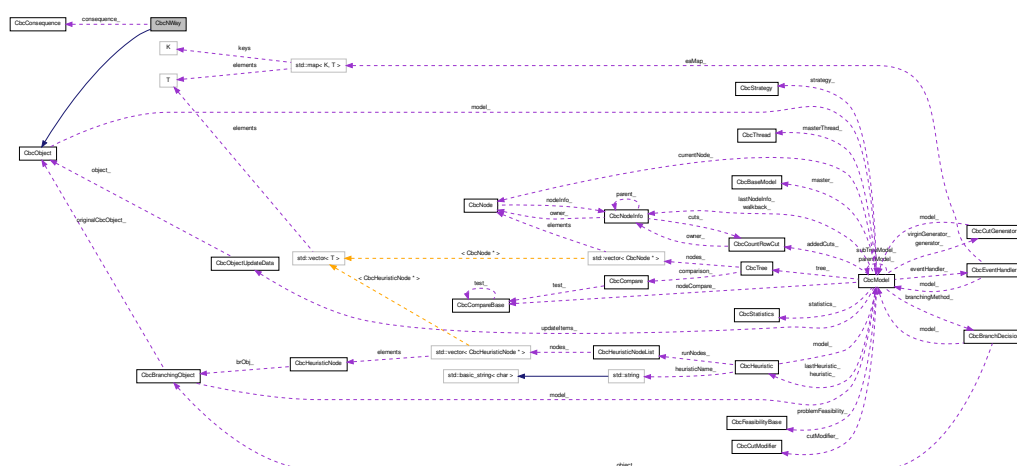 CbcConsequence
consequence_
CbcNWay
K
keys
elements
std::map< K, T >
T
eaMap_
CbcStrategy
strategy_
model_
elements
masterThread_
CbcThread
CbcObject
currentNode_
object_
CbcBaseModel
master_
parent_
lastNodeInfo_
walkback_
CbcNode
nodeInfo_
owner_
CbcNodeInfo
cuts_
model_
originalCbcObject_
elements
owner_
virginGenerator_
generator_
CbcCutGenerator
CbcCountRowCut
addedCuts_
subTreeModel_
parentModel_
std::vector< T >
< CbcNode * >
std::vector< CbcNode * >
nodes_
CbcObjectUpdateData
CbcTree
tree_
eventHandler_
CbcEventHandler
comparison_
< CbcHeuristicNode * >
test_
test_
CbcCompare
nodeCompare_
CbcModel
model_
branchingMethod_
CbcCompareBase
CbcStatistics
statistics_
updateItems_
model_
CbcBranchDecision
model_
std::vector< CbcHeuristicNode * >
nodes_
CbcHeuristicNodeList
runNodes_
elements
brObj_
CbcHeuristicNode
CbcHeuristic
lastHeuristic_
heuristic_
heuristicName_
CbcBranchingObject
std::basic_string< char >
std::string
model_
problemFeasibility_
CbcFeasibilityBase
cutModifier_
CbcCutModifier
object_